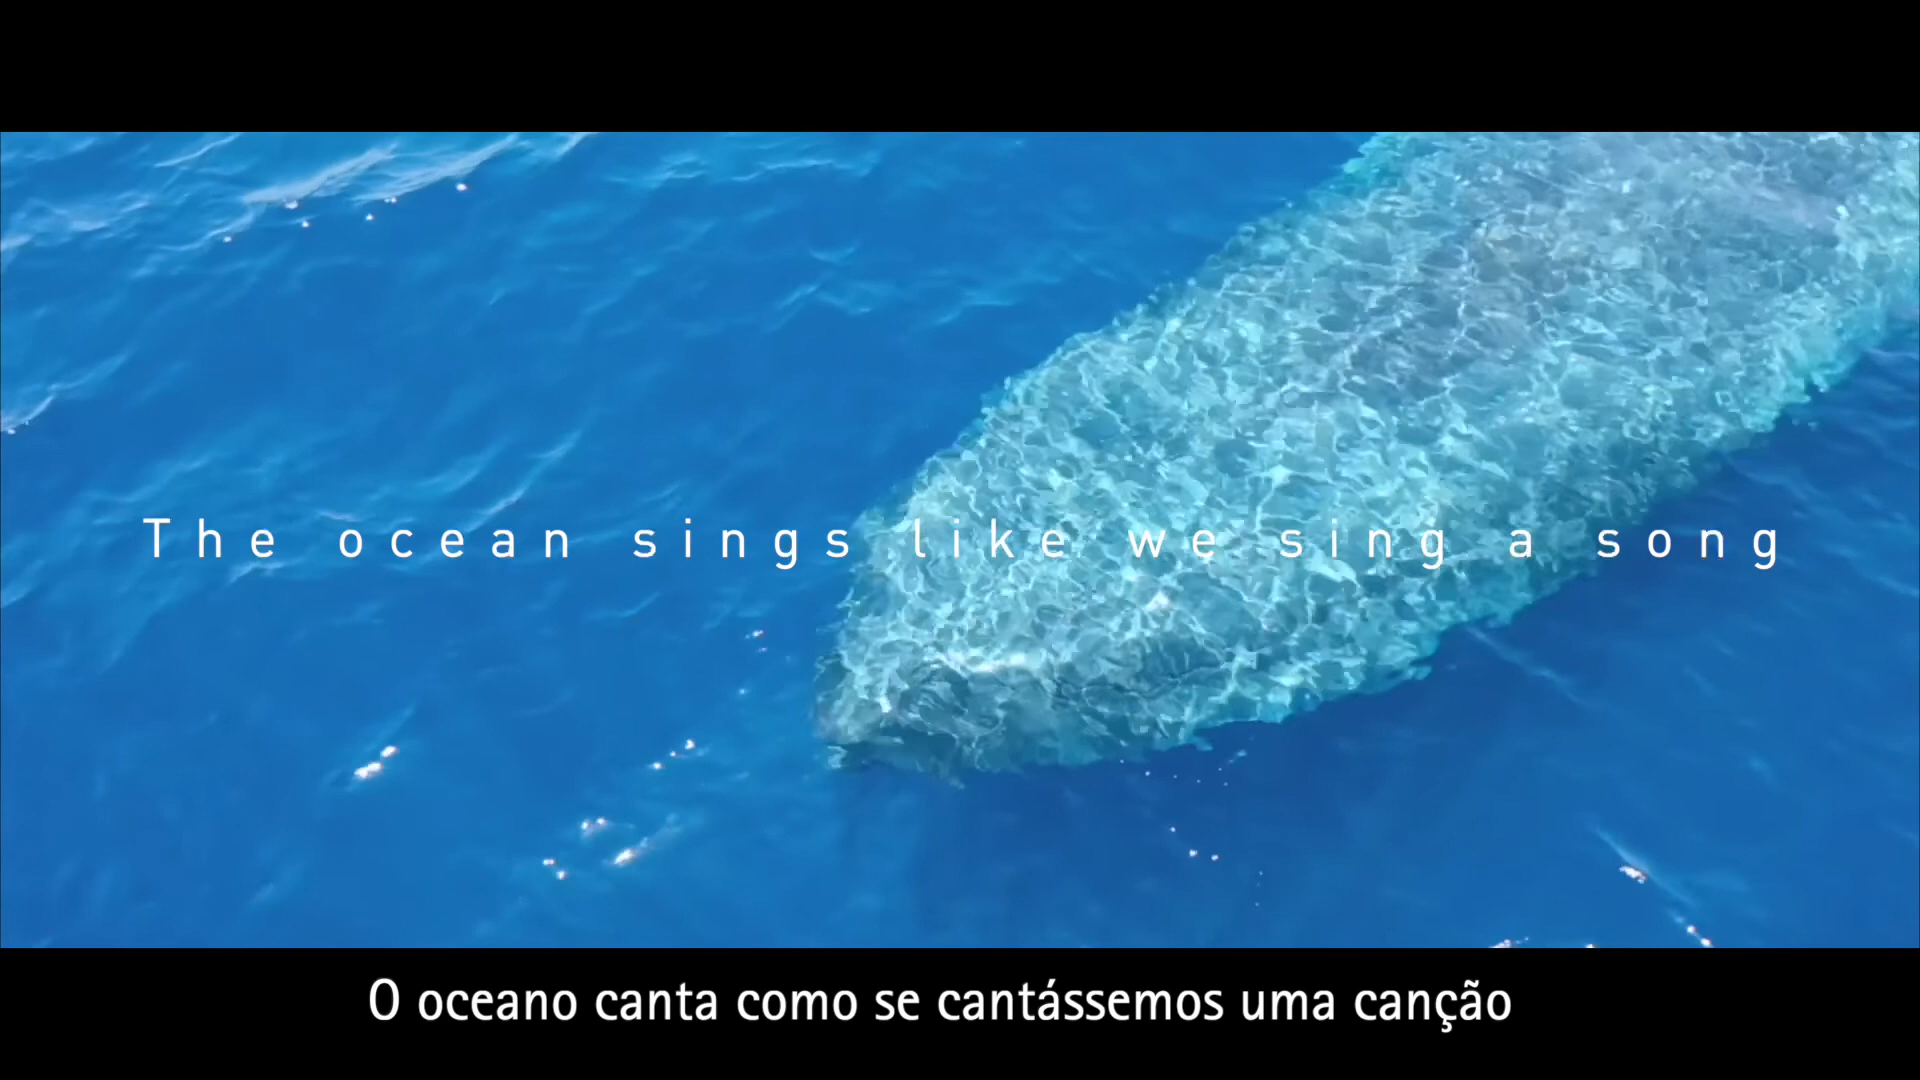 The ocean sings like we sing a song
O oceano canta como se cantássemos uma canção